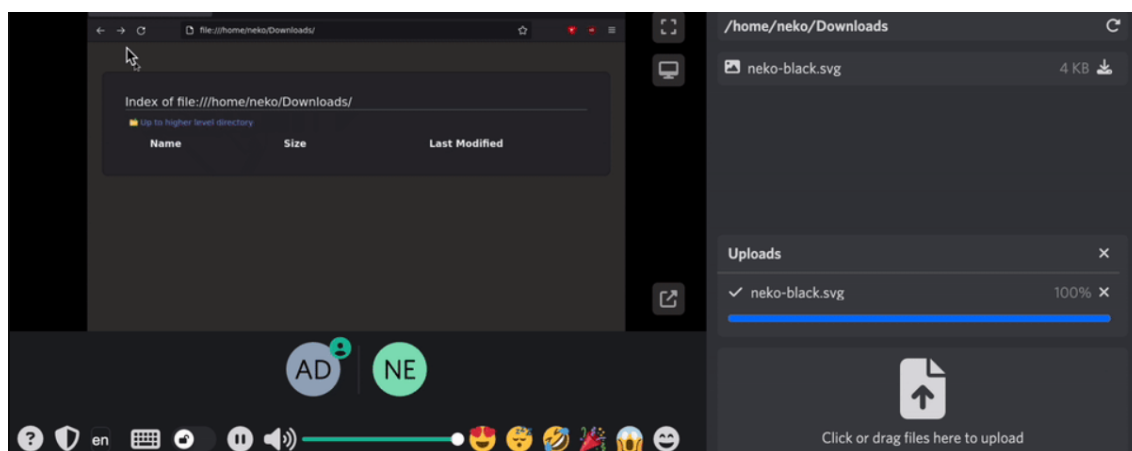 file:///home/neko/Downloads/
Index of file:///home/neko/Downloads/
Up to higher level directory
Name Size Last Modified
AD NE
en
/home/neko/Downloads
neko-black.svg 4 KB
Uploads
neko-black.svg 100%
Click or drag files here to upload